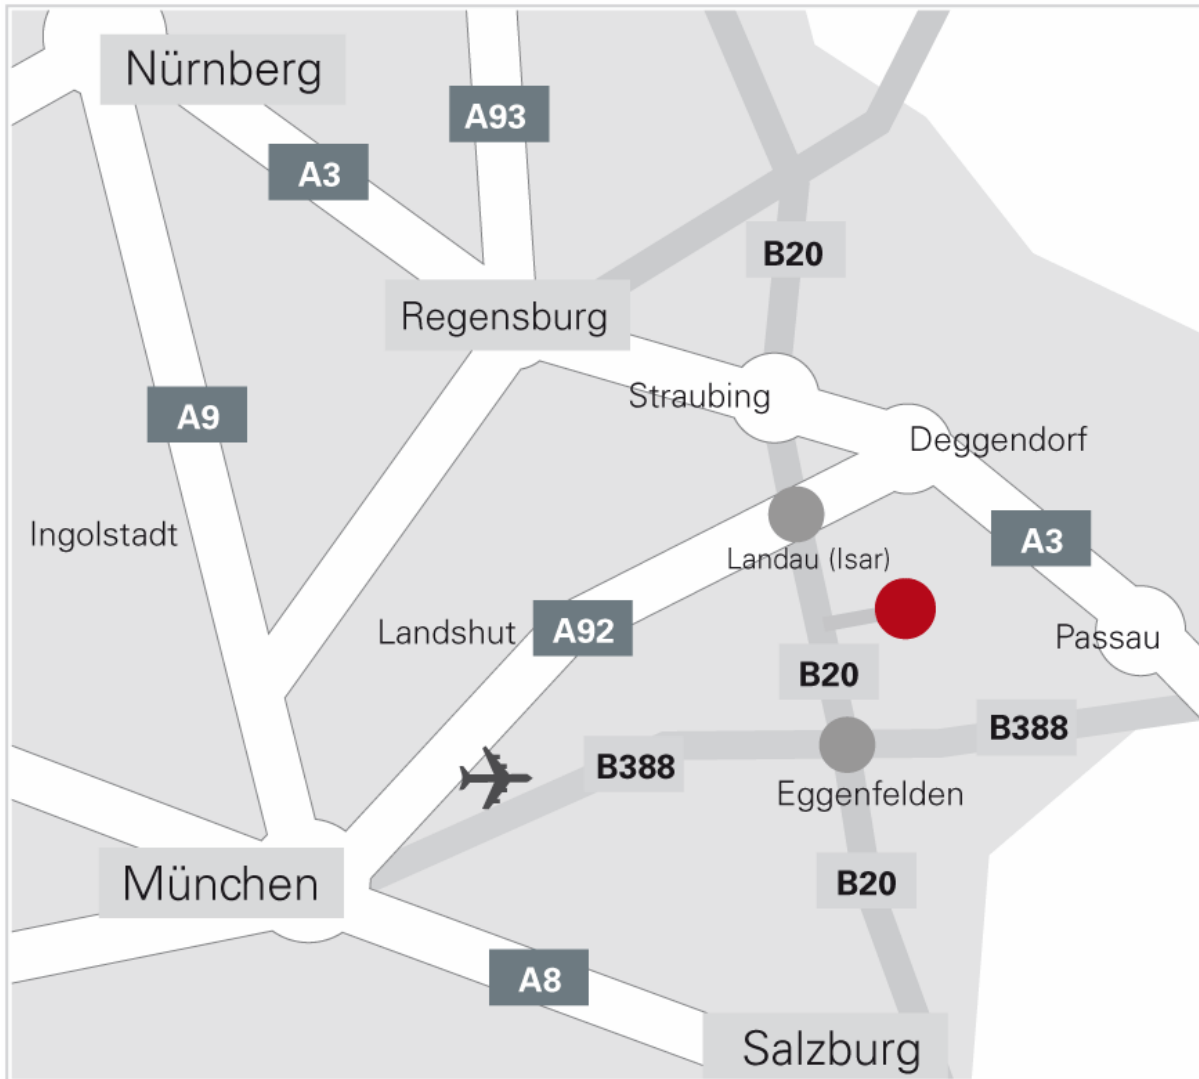 Nürnberg
A93
A3
B20
Regensburg
Straubing
A9
Deggendorf
Ingolstadt
A3
Landau (Isar)
Landshut
A92
Passau
B20
B388
B388
Eggenfelden
München
B20
A8
Salzburg